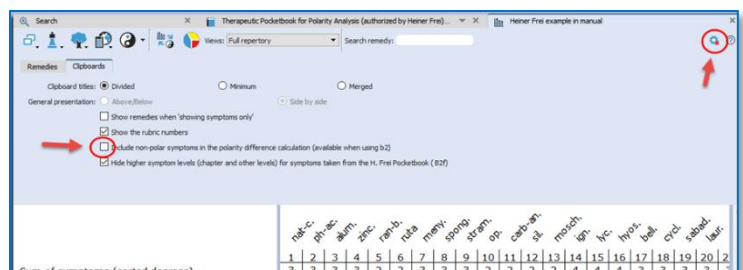 Search
Therapeutic Pocketbook for Polarity Analysis (authorized by Heiner Frei)...
Heiner Frei example in manual
Views: Full repertory
Search remedy:
Remedies Clipboards
Clipboard titles: Divided Minimum Merged
General presentation: Above/Below Side by side
Show remedies when 'showing symptoms only'
Show the rubric numbers
Include non-polar symptoms in the polarity difference calculation (available when using b2)
Hide higher symptom levels (chapter and other levels) for symptoms taken from the H. Frei Pocketbook ( B2f)
nat-c. ph-ac. alum. zinc. ran-b. ruta meny. spong. stram. op. carb-an. sil. mosch. ign. lyc. hyos. bell. cycl. sabad. laur.
1 2 3 4 5 6 7 8 9 10 11 12 13 14 15 16 17 18 19 20 2